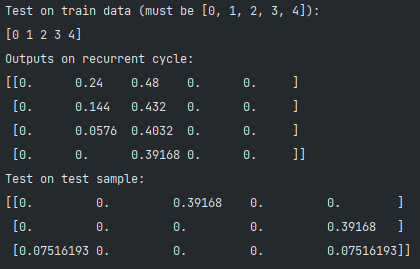 Test on train data (must be [0, 1, 2, 3, 4]):
[0 1 2 3 4]
Outputs on recurrent cycle:
[[0.      0.24    0.48    0.      0.     ]
 [0.      0.144   0.432   0.      0.     ]
 [0.      0.0576  0.4032  0.      0.     ]
 [0.      0.      0.39168 0.      0.     ]]
Test on test sample:
[[0.         0.         0.39168    0.         0.        ]
 [0.         0.         0.         0.         0.39168   ]
 [0.07516193 0.         0.         0.         0.07516193]]